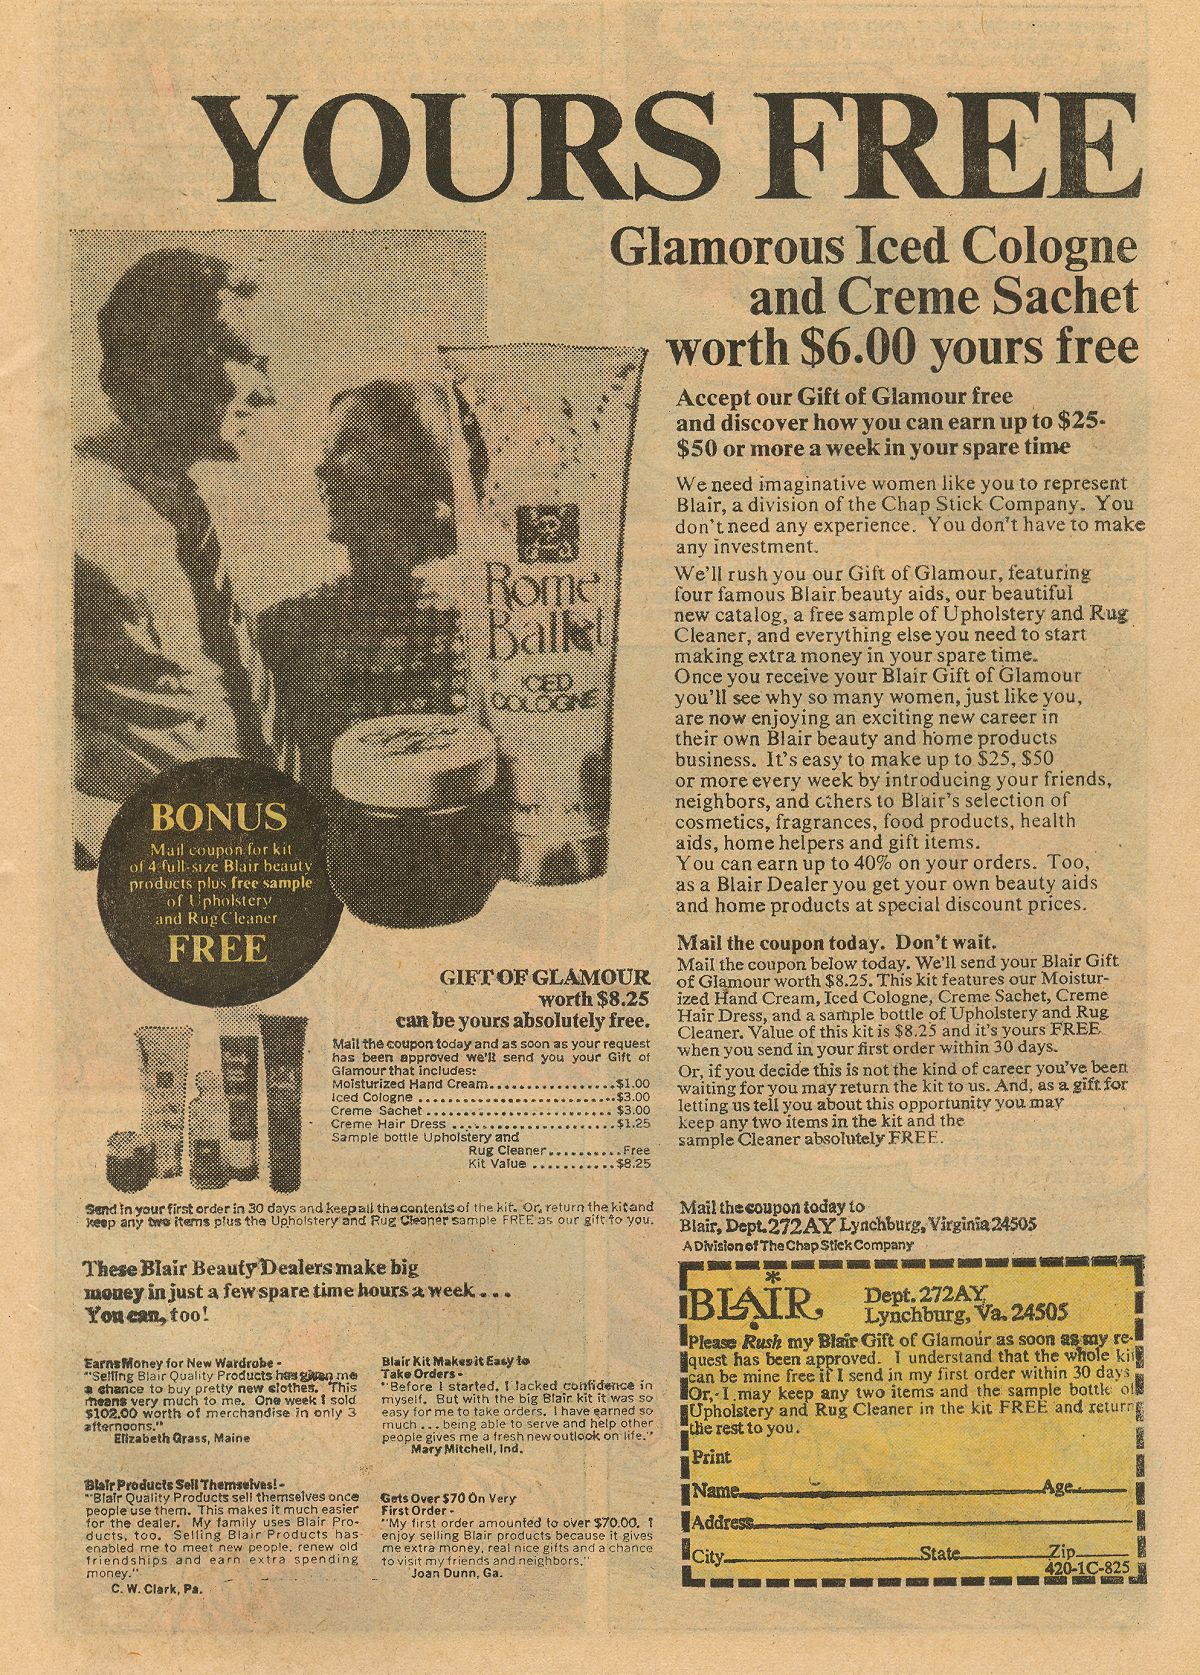 YOURS FREE
Glamorous Iced Cologne
and Creme Sachet
worth $6.00 yours free
Accept our Gift of Glamour free
and discover how you can earn up to $25-
$50 or more a week in your spare time
We need imaginative women like you to represent
Blair, a division of the Chap Stick Company. You
don't need any experience. You don't have to make
any investment.
We'll rush you our Gift of Glamour, featuring
four famous Blair beauty aids, our beautiful
new catalog, a free sample of Upholstery and Rug
Cleaner, and everything else you need to start
making extra money in your spare time.
Once you receive your Blair Gift of Glamour
you'll see why so many women, just like you,
are now enjoying an exciting new career in
their own Blair beauty and home products
business. It's easy to make up to $25, $50
or more every week by introducing your friends,
neighbors, and others to Blair's selection of
cosmetics, fragrances, food products, health
aids, home helpers and gift items.
You can earn up to 40% on your orders. Too,
as a Blair Dealer you get your own beauty aids
and home products at special discount prices.
Mail the coupon today. Don't wait.
Mail the coupon below today. We'll send your Blair Gift
of Glamour worth $8.25. This kit features our Moistur-
ized Hand Cream, Iced Cologne, Creme Sachet, Creme
Hair Dress, and a sample bottle of Upholstery and Rug
Cleaner. Value of this kit is $8.25 and it's yours FREE
when you send in your first order within 30 days.
Or, if you decide this is not the kind of career you've been
waiting for you may return the kit to us. And, as a gift for
letting us tell you about this opportunity you may
keep any two items in the kit and the
sample Cleaner absolutely FREE.
Rome
Ballet
ICED
COLOGNE
BONUS
Mail coupon for kit
of 4 full-size Blair beauty
products plus free sample
of Upholstery
and Rug Cleaner
FREE
GIFT OF GLAMOUR
worth $8.25
can be yours absolutely free.
Mail the coupon today and as soon as your request
has been approved we'll send you your Gift of
Glamour that includes:
Moisturized Hand Cream................$1.00
Iced Cologne .........................$3.00
Creme Sachet .......................$3.00
Creme Hair Dress ....................$1.25
Sample bottle Upholstery and
Rug Cleaner..........Free
Kit Value ...........$8.25
Send in your first order in 30 days and keep all the contents of the kit. Or, return the kit and
keep any two items plus the Upholstery and Rug Cleaner sample FREE as our gift to you.
These Blair Beauty Dealers make big
money in just a few spare time hours a week . . .
You can, too!
Earns Money for New Wardrobe -
"Selling Blair Quality Products has given me
a chance to buy pretty new clothes. This
means very much to me. One week I sold
$102.00 worth of merchandise in only 3
afternoons."
Elizabeth Grass, Maine
Blair Products Sell Themselves! -
"Blair Quality Products sell themselves once
people use them. This makes it much easier
for the dealer. My family uses Blair Pro-
ducts, too. Selling Blair Products has
enabled me to meet new people, renew old
friendships and earn extra spending
money."
C. W. Clark, Pa.
Blair Kit Makes it Easy to
Take Orders -
"Before I started, I lacked confidence in
myself. But with the big Blair kit it was so
easy for me to take orders. I have earned so
much . . . being able to serve and help other
people gives me a fresh new outlook on life."
Mary Mitchell, Ind.
Gets Over $70 On Very
First Order -
"My first order amounted to over $70.00. I
enjoy selling Blair products because it gives
me extra money, real nice gifts and a chance
to visit my friends and neighbors."
Joan Dunn, Ga.
Mail the coupon today to
Blair, Dept. 272AY Lynchburg, Virginia 24505
A Division of The Chap Stick Company
BLAIR
Dept. 272AY
Lynchburg, Va. 24505
Please Rush my Blair Gift of Glamour as soon as my re-
quest has been approved. I understand that the whole kit
can be mine free if I send in my first order within 30 days
Or, I may keep any two items and the sample bottle of
Upholstery and Rug Cleaner in the kit FREE and return
the rest to you.
Print
Name Age
Address
City State Zip
420-1C-825